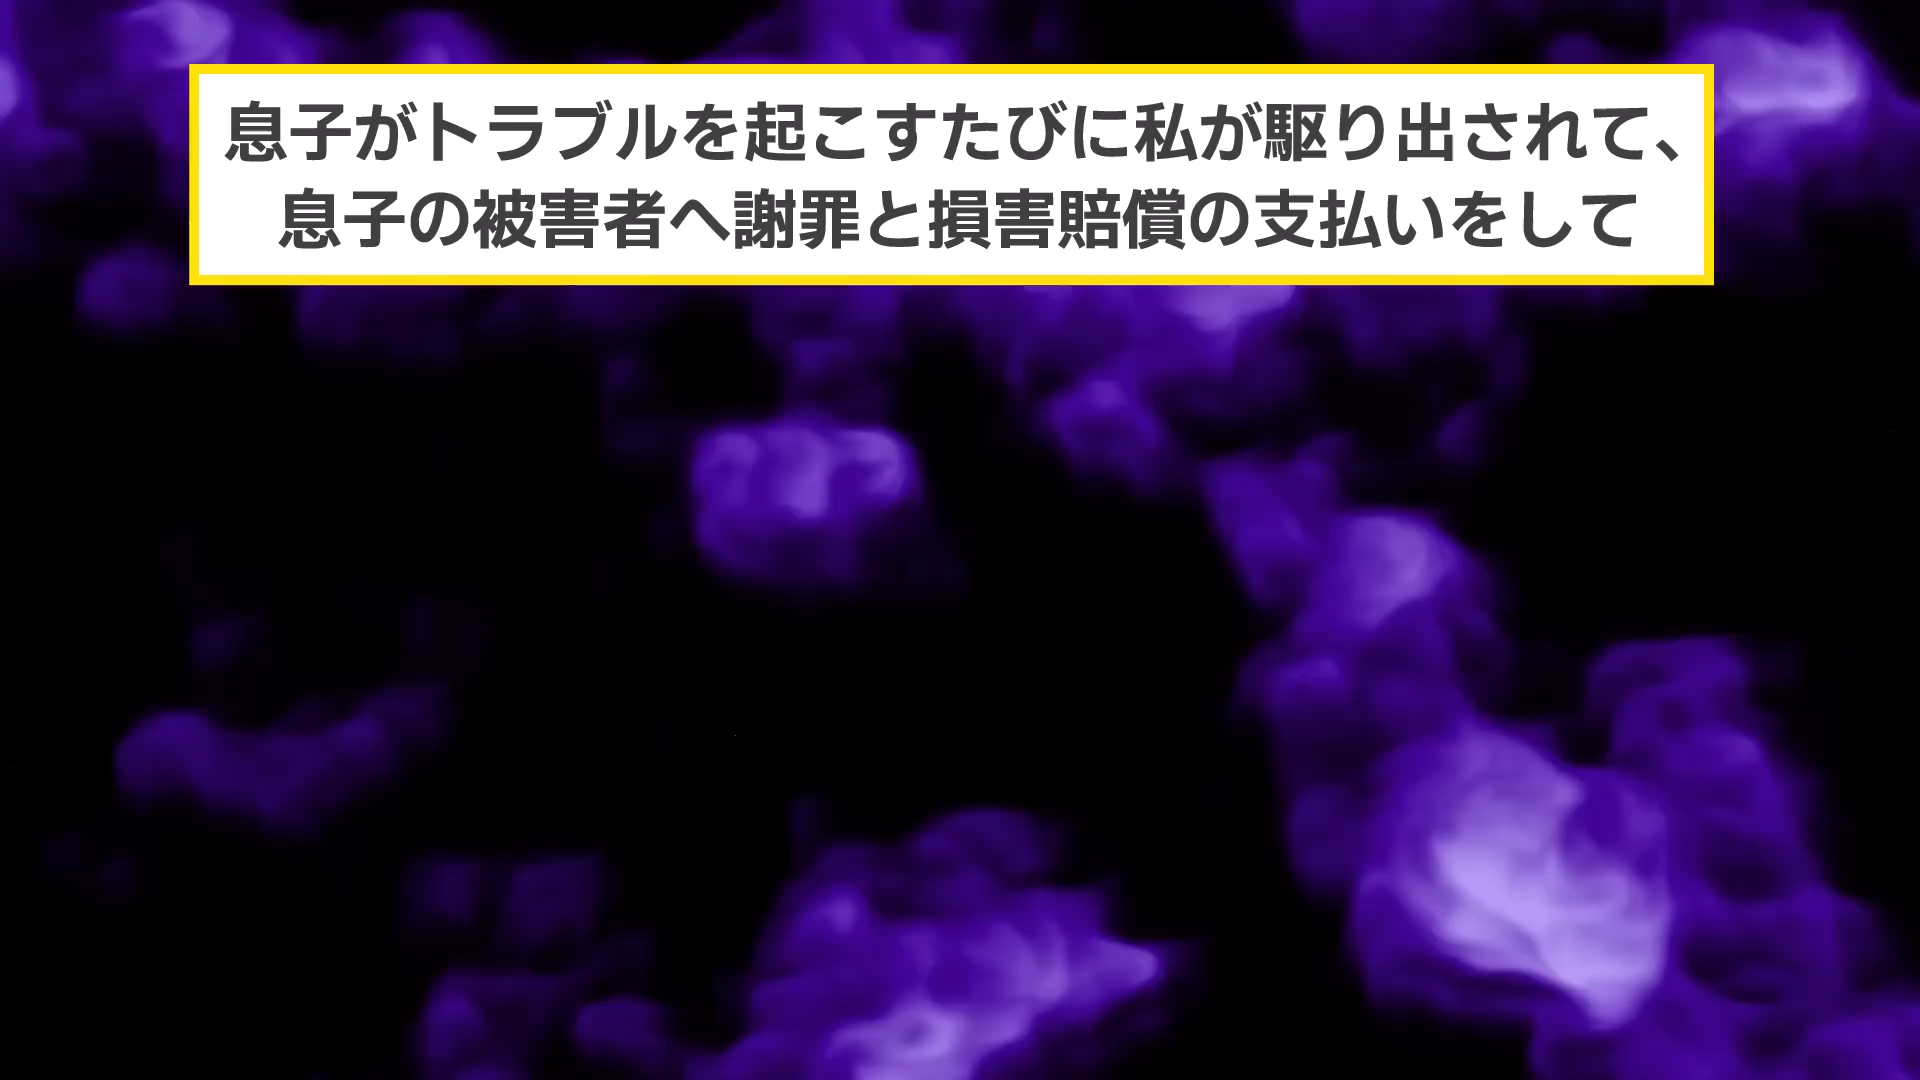 息子がトラブルを起こすたびに私が駆り出されて、
息子の被害者へ謝罪と損害賠償の支払いをして